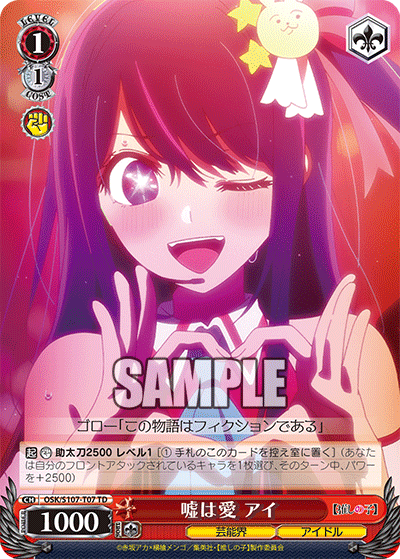 LEVEL
1
1
COST
SAMPLE
ゴロー「この物語はフィクションである」
【起】 助太刀2500 レベル1 [① 手札のこのカードを控え室に置く] (あなた
は自分のフロントアタックされているキャラを1枚選び、そのターン中、パワー
を+2500)
CH OSK/S107-T07 TD
1000
嘘は愛 アイ
【推しの子】
芸能界
アイドル
©赤坂アカ×横槍メンゴ/集英社・【推しの子】製作委員会